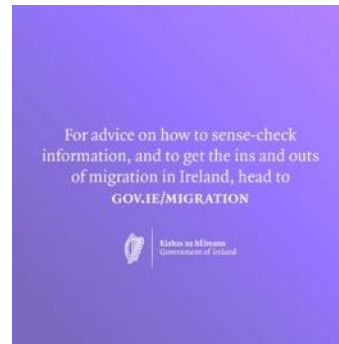 For advice on how to sense-check
information, and to get the ins and outs
of migration in Ireland, head to
GOV.IE/MIGRATION
Rialtas na hÉireann
Government of Ireland